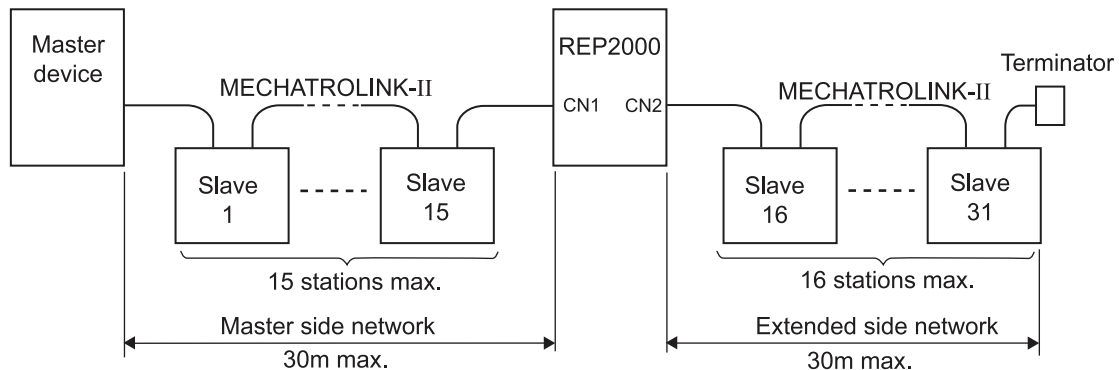 Master
device
MECHATROLINK-II
Slave
1
Slave
15
15 stations max.
Master side network
30m max.
REP2000
CN1
CN2
MECHATROLINK-II
Terminator
Slave
16
Slave
31
16 stations max.
Extended side network
30m max.